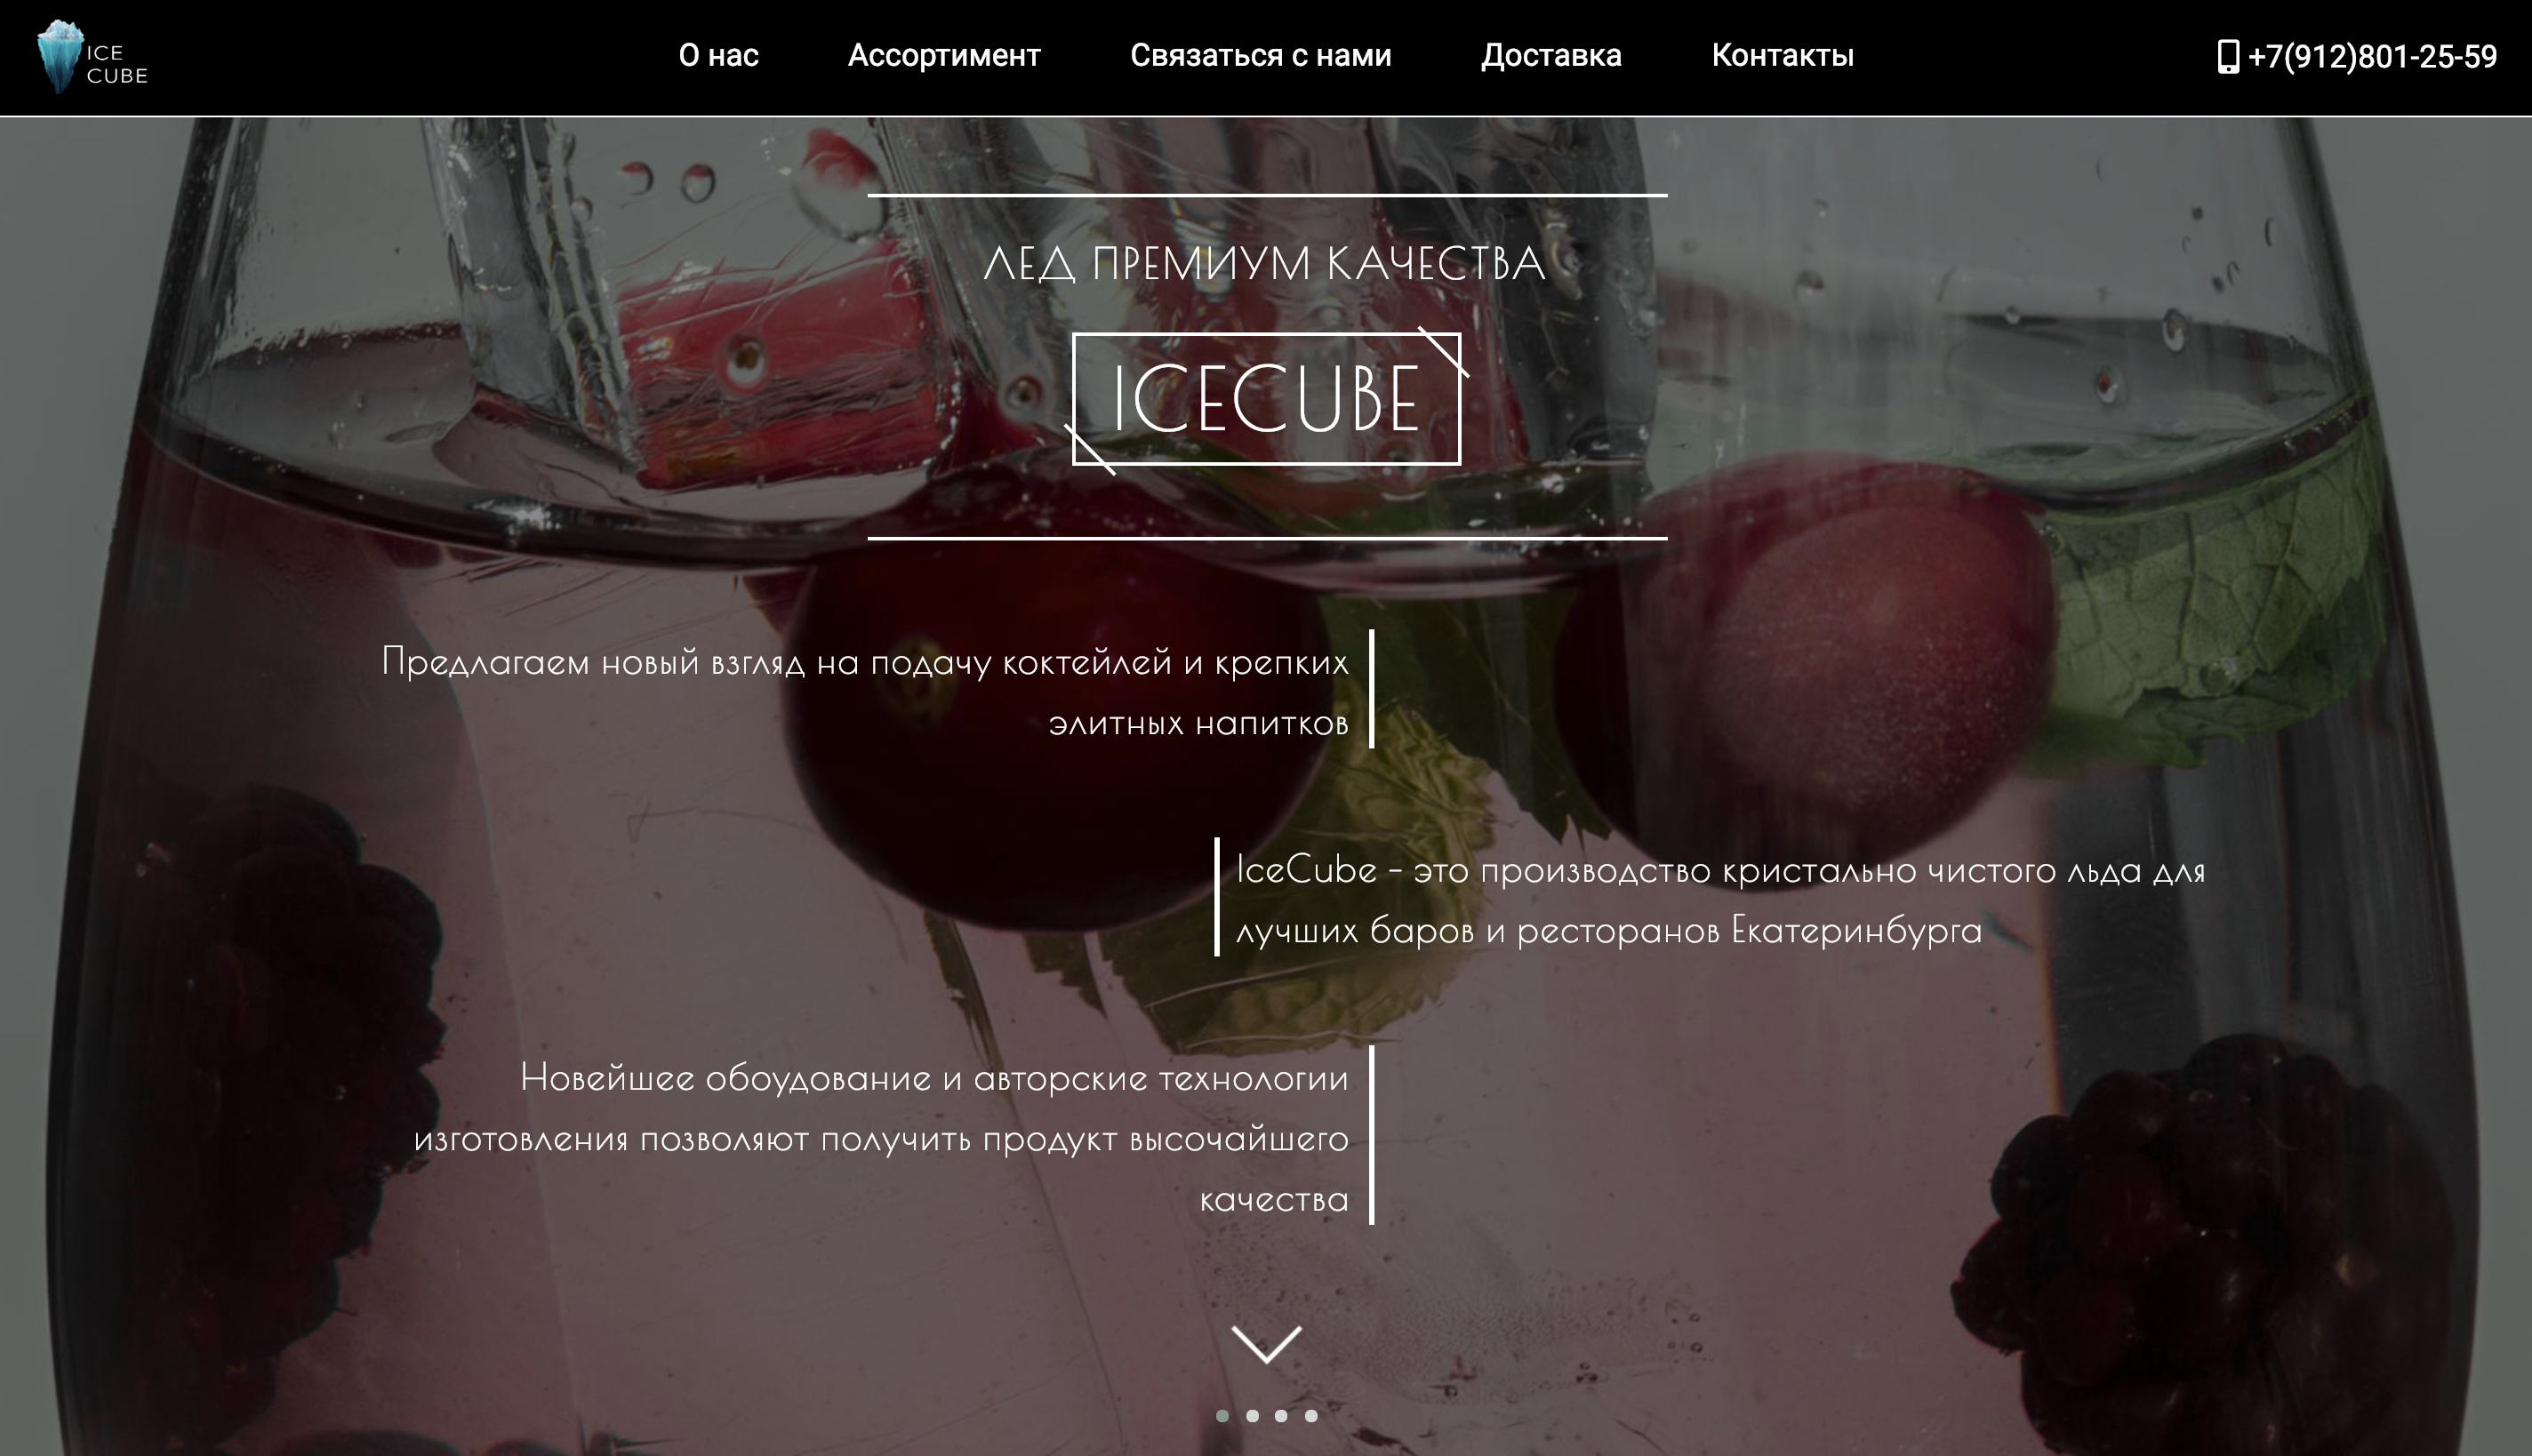 ICE
CUBE
О нас
Ассортимент
Связаться с нами
Доставка
Контакты
+7(912)801-25-59
ЛЕД ПРЕМИУМ КАЧЕСТВА
ICECUBE
Предлагаем новый взгляд на подачу коктейлей и крепких
элитных напитков
IceCube - это производство кристально чистого льда для
лучших баров и ресторанов Екатеринбурга
Новейшее обоудование и авторские технологии
изготовления позволяют получить продукт высочайшего
качества